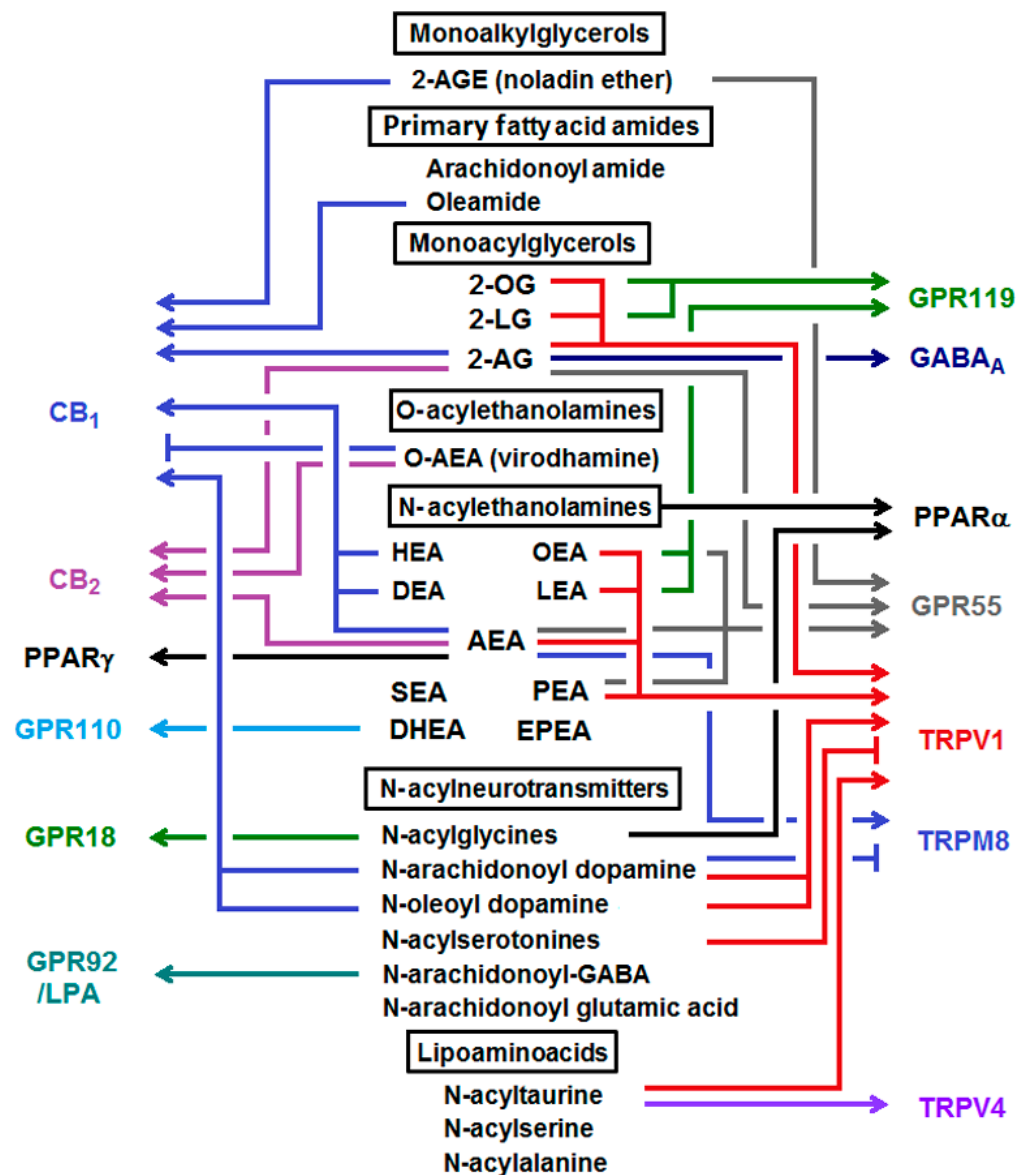 Monoalkylglycerols
2-AGE (noladin ether)
Primary fatty acid amides
Arachidonoyl amide
Oleamide
Monoacylglycerols
2-OG
2-LG
2-AG
GPR119
GABA_A
CB₁
O-acylethanolamines
O-AEA (virodhamine)
N-acylethanolamines
PPARα
HEA OEA
CB₂
DEA LEA
GPR55
AEA
PPARγ
SEA PEA
GPR110
DHEA EPEA
TRPV1
N-acylneurotransmitters
GPR18
N-acylglycines
TRPM8
N-arachidonoyl dopamine
N-oleoyl dopamine
N-acylserotonines
GPR92
/LPA
N-arachidonoyl-GABA
N-arachidonoyl glutamic acid
Lipoaminoacids
N-acyltaurine
TRPV4
N-acylserine
N-acylalanine